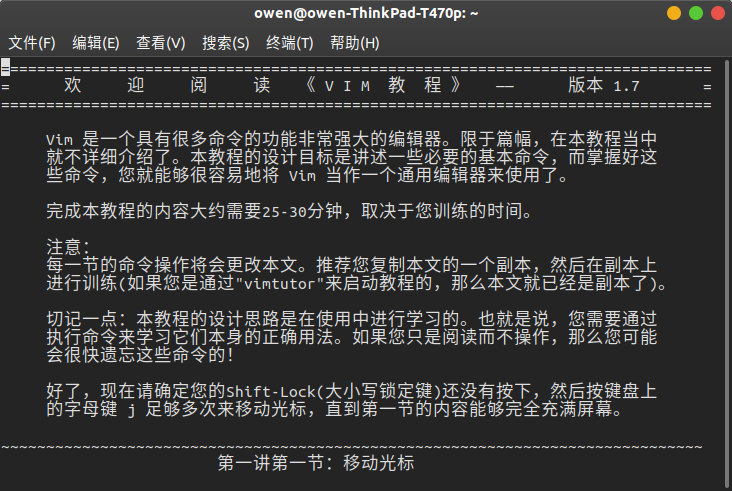 owen@owen-ThinkPad-T470p: ~
文件(F) 编辑(E) 查看(V) 搜索(S) 终端(T) 帮助(H)
===============================================================================
=      欢     迎     阅     读   《 V I M  教  程 》   ——      版本 1.7       =
===============================================================================
Vim 是一个具有很多命令的功能非常强大的编辑器。限于篇幅，在本教程当中
就不详细介绍了。本教程的设计目标是讲述一些必要的基本命令，而掌握好这
些命令，您就能够很容易地将 Vim 当作一个通用编辑器来使用了。
完成本教程的内容大约需要25-30分钟，取决于您训练的时间。
注意：
每一节的命令操作将会更改本文。推荐您复制本文的一个副本，然后在副本上
进行训练(如果您是通过"vimtutor"来启动教程的，那么本文就已经是副本了)。
切记一点：本教程的设计思路是在使用中进行学习的。也就是说，您需要通过
执行命令来学习它们本身的正确用法。如果您只是阅读而不操作，那么您可能
会很快遗忘这些命令的！
好了，现在请确定您的Shift-Lock(大小写锁定键)还没有按下，然后按键盘上
的字母键 j 足够多次来移动光标，直到第一节的内容能够完全充满屏幕。
~~~~~~~~~~~~~~~~~~~~~~~~~~~~~~~~~~~~~~~~~~~~~~~~~~~~~~~~~~~~~~~~~~~~~~~~~~~~~~
第一讲第一节：移动光标